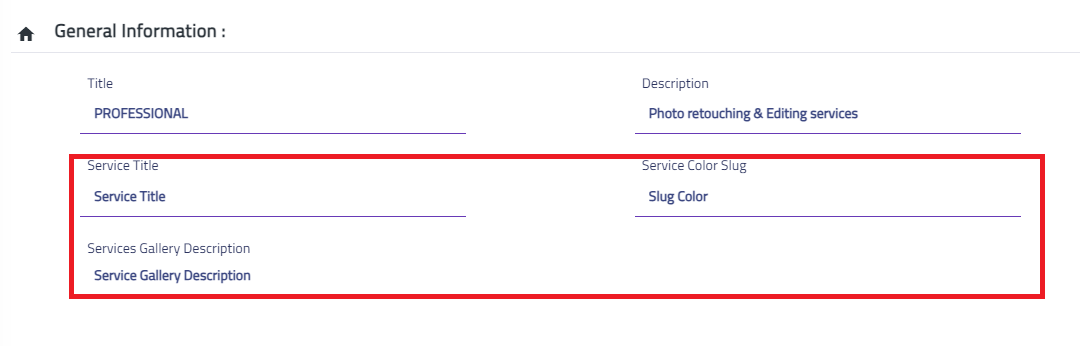 General Information :
Title
Description
PROFESSIONAL
Photo retouching & Editing services
Service Title
Service Color Slug
Service Title
Slug Color
Services Gallery Description
Service Gallery Description